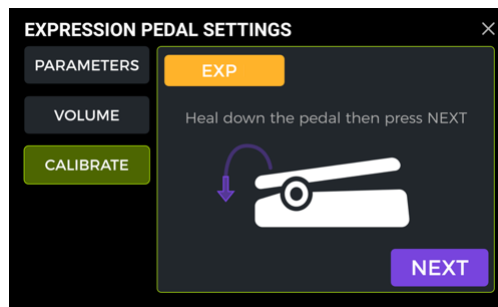 EXPRESSION PEDAL SETTINGS
PARAMETERS
VOLUME
CALIBRATE
EXP
Heal down the pedal then press NEXT
NEXT